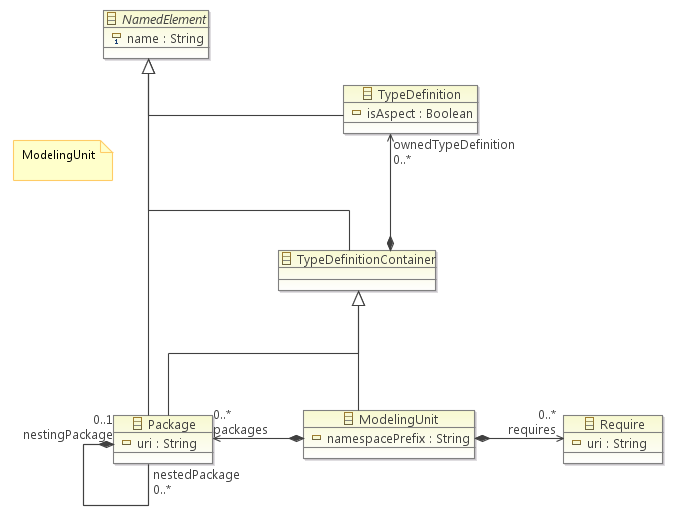 NamedElement
name : String
TypeDefinition
isAspect : Boolean
ownedTypeDefinition
0..*
ModelingUnit
TypeDefinitionContainer
0..1
nestingPackage
Package
uri : String
nestedPackage
0..*
0..*
packages
ModelingUnit
namespacePrefix : String
0..*
requires
Require
uri : String